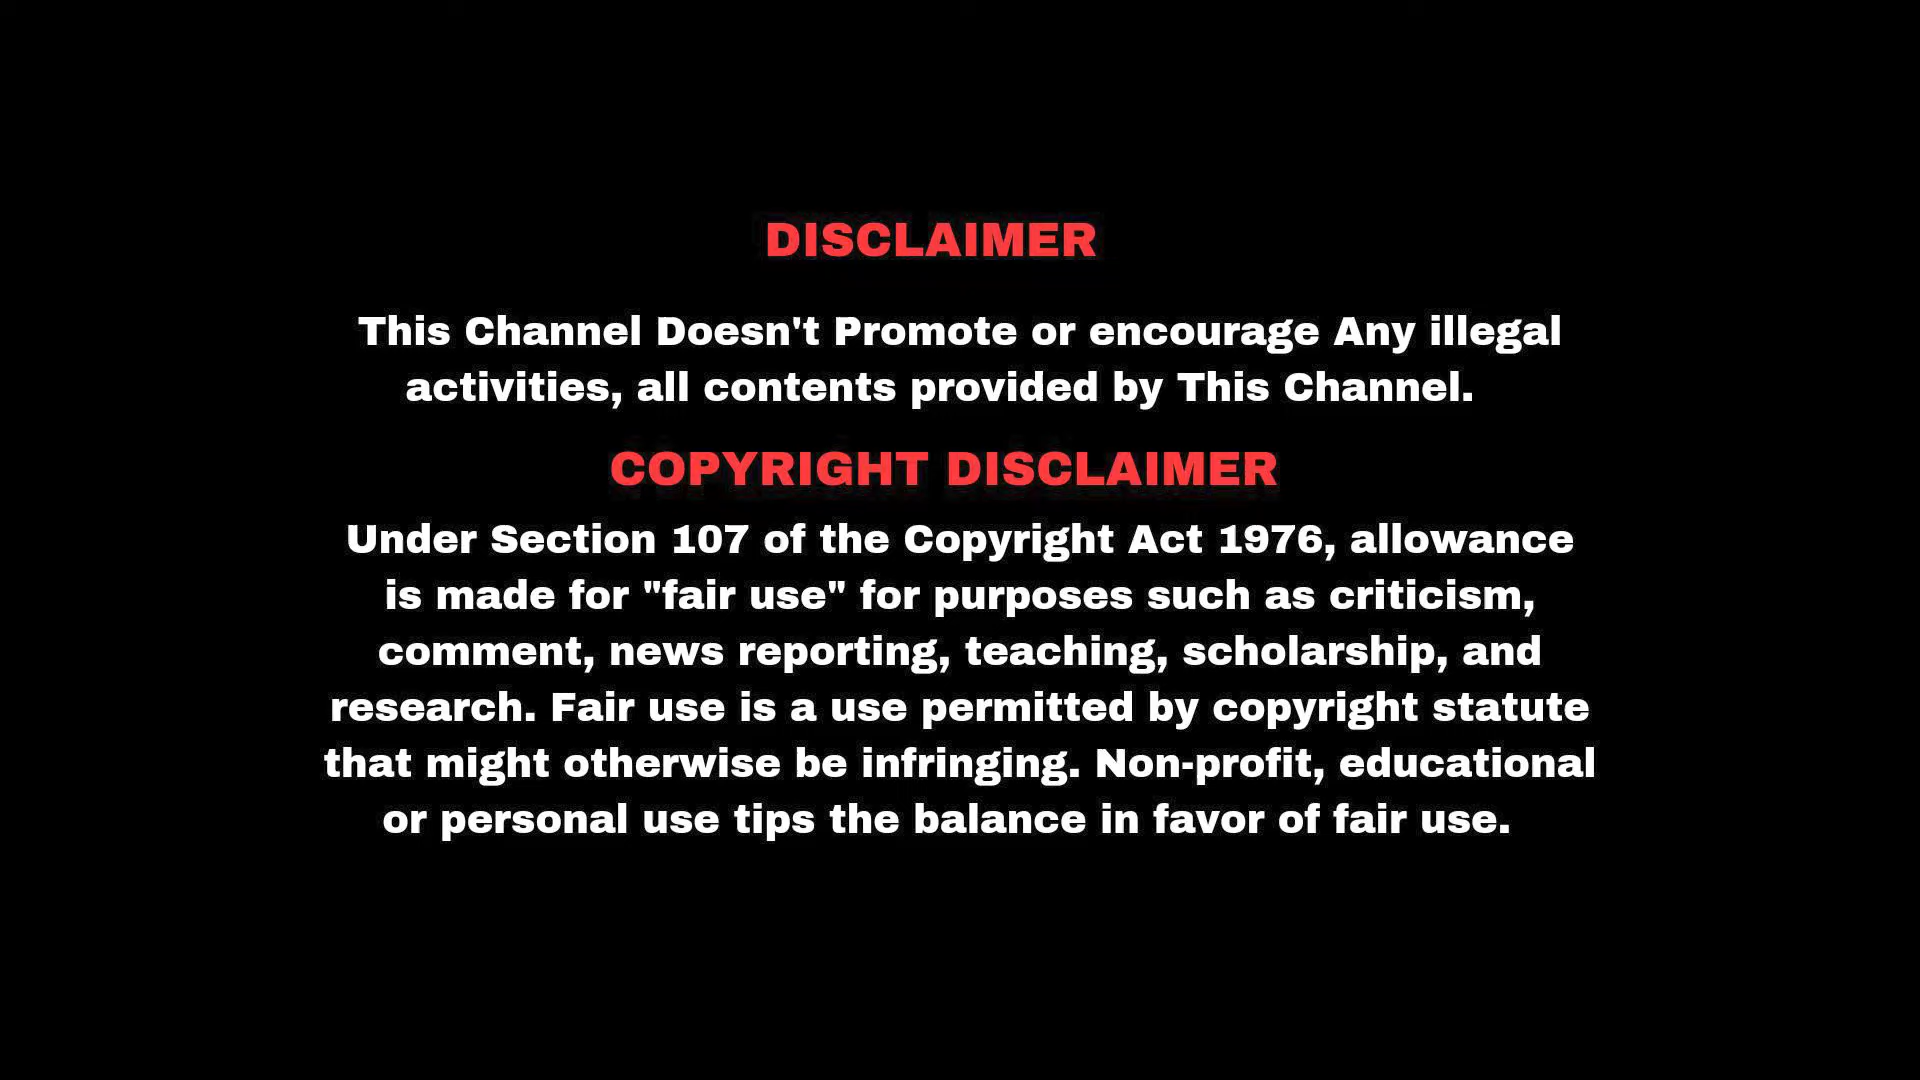 DISCLAIMER
This Channel Doesn't Promote or encourage Any illegal
activities, all contents provided by This Channel.
COPYRIGHT DISCLAIMER
Under Section 107 of the Copyright Act 1976, allowance
is made for "fair use" for purposes such as criticism,
comment, news reporting, teaching, scholarship, and
research. Fair use is a use permitted by copyright statute
that might otherwise be infringing. Non-profit, educational
or personal use tips the balance in favor of fair use.